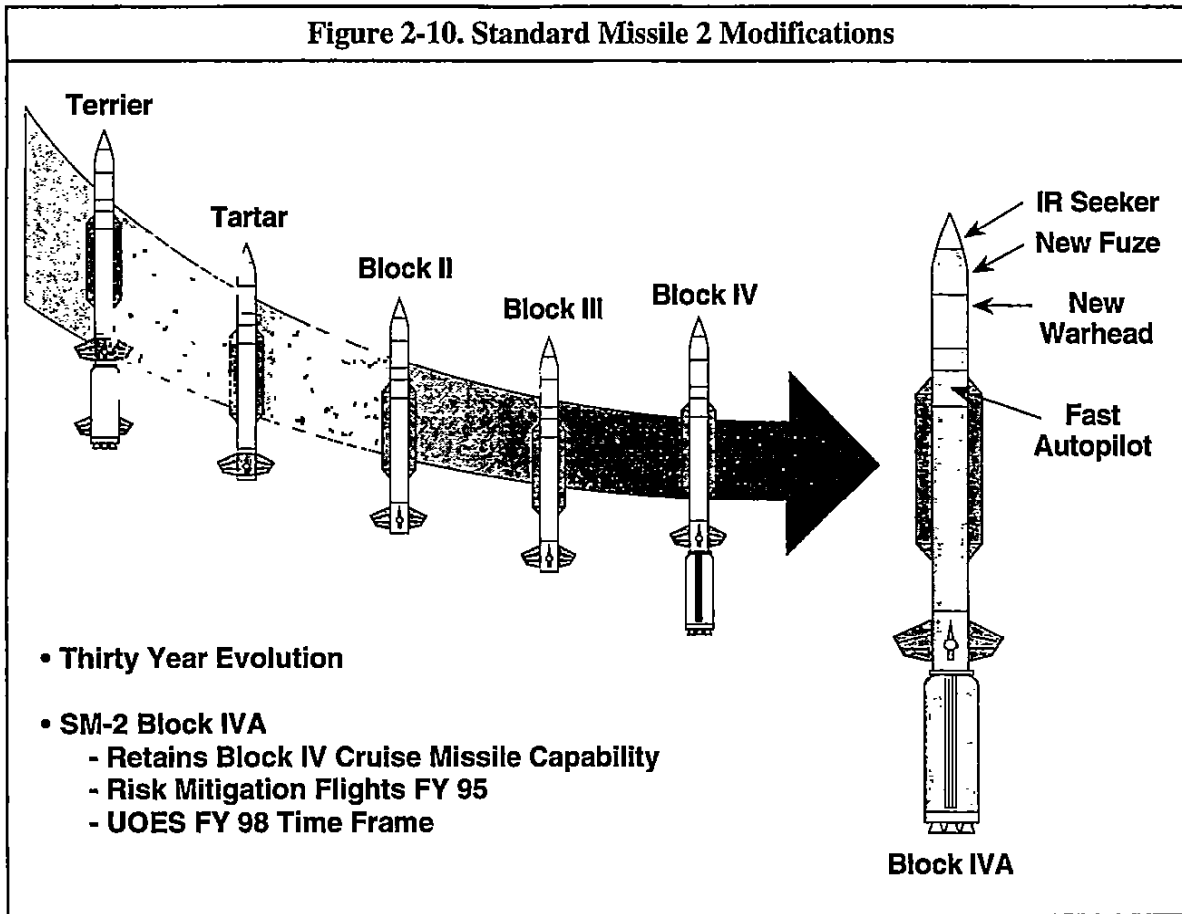 Figure 2-10. Standard Missile 2 Modifications
Terrier
Tartar
Block II
Block III
Block IV
IR Seeker
New Fuze
New
Warhead
Fast
Autopilot
• Thirty Year Evolution
• SM-2 Block IVA
- Retains Block IV Cruise Missile Capability
- Risk Mitigation Flights FY 95
- UOES FY 98 Time Frame
Block IVA